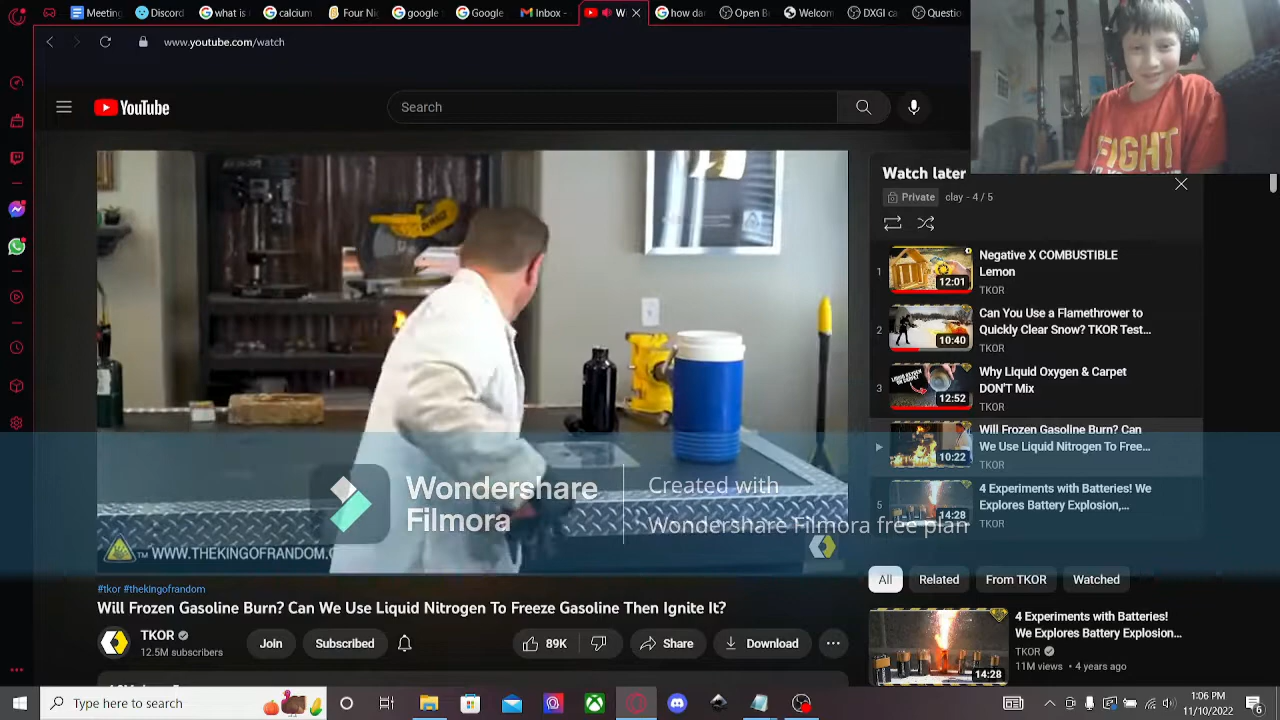 Meeting
Discord
what is
calcium
Four Nig
google
Google
Inbox -
Wi
how da
Open Br
Welcom
DXGI ca
Questio
www.youtube.com/watch
YouTube
Search
FIGHT
Watch later
Private
clay - 4 / 5
1
12:01
Negative X COMBUSTIBLE
Lemon
TKOR
2
10:40
Can You Use a Flamethrower to
Quickly Clear Snow? TKOR Test...
TKOR
3
12:52
Why Liquid Oxygen & Carpet
DON'T Mix
TKOR
10:22
Will Frozen Gasoline Burn? Can
We Use Liquid Nitrogen To Free...
TKOR
5
14:28
4 Experiments with Batteries! We
Explores Battery Explosion,...
TKOR
Wondershare
Filmora
Created with
Wondershare Filmora free plan
TM WWW.THEKINGOFRANDOM.C
#tkor #thekingofrandom
Will Frozen Gasoline Burn? Can We Use Liquid Nitrogen To Freeze Gasoline Then Ignite It?
TKOR
12.5M subscribers
Join
Subscribed
89K
Share
Download
All
Related
From TKOR
Watched
14:28
4 Experiments with Batteries!
We Explores Battery Explosion...
TKOR
11M views • 4 years ago
Type here to search
1:06 PM
11/10/2022
6